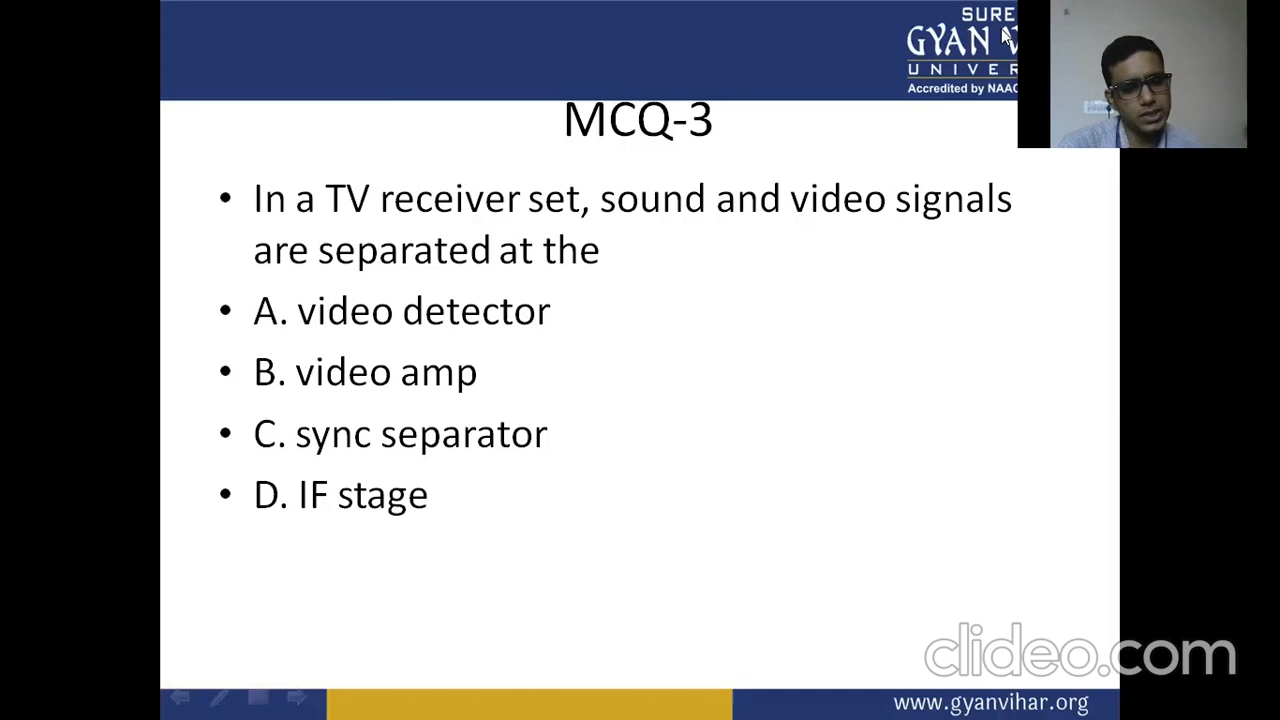 SURE
GYAN V
UNIVER
Accredited by NAAC
MCQ-3
• In a TV receiver set, sound and video signals
are separated at the
• A. video detector
• B. video amp
• C. sync separator
• D. IF stage
clideo.com
www.gyanvihar.org